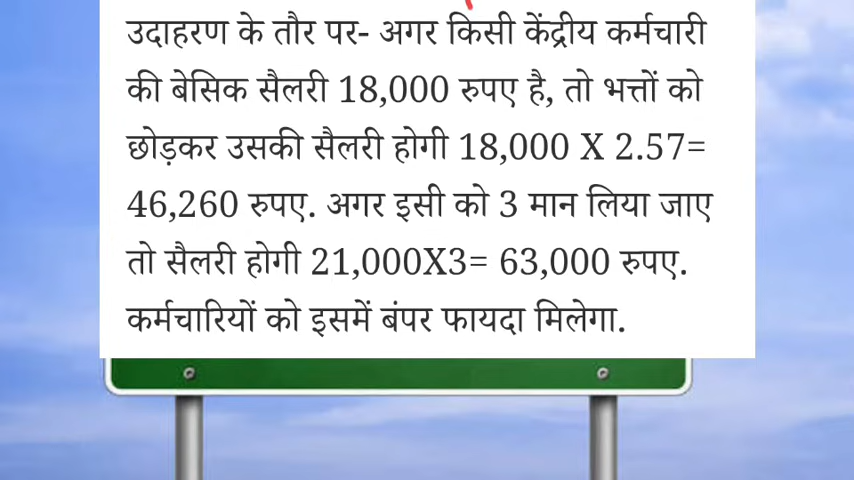 उदाहरण के तौर पर- अगर किसी केंद्रीय कर्मचारी
की बेसिक सैलरी 18,000 रुपए है, तो भत्तों को
छोड़कर उसकी सैलरी होगी 18,000 X 2.57=
46,260 रुपए. अगर इसी को 3 मान लिया जाए
तो सैलरी होगी 21,000X3= 63,000 रुपए.
कर्मचारियों को इसमें बंपर फायदा मिलेगा.